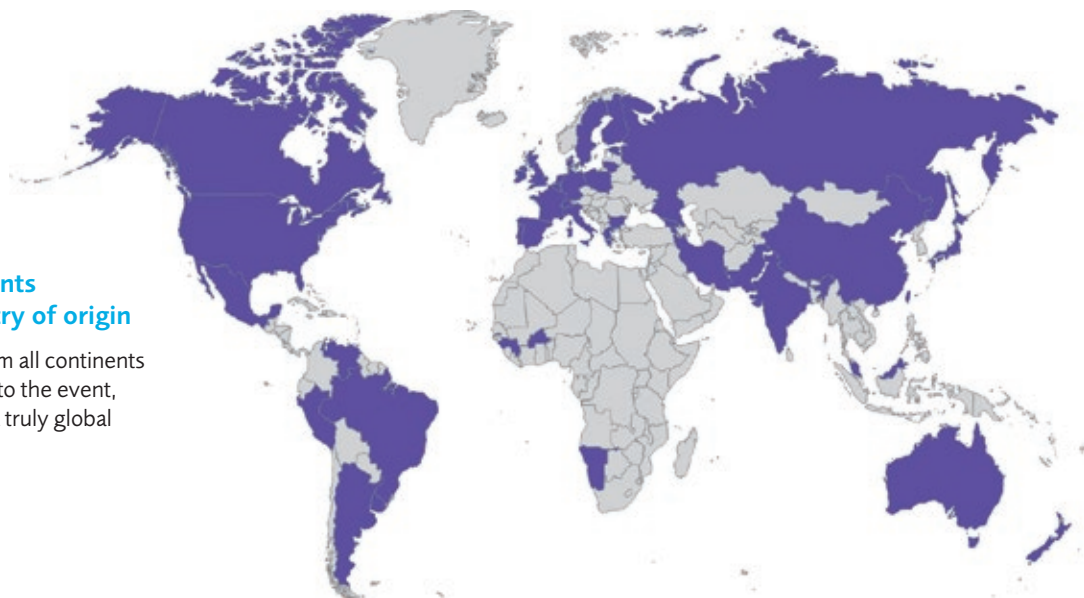 nts
ry of origin
m all continents
to the event,
truly global